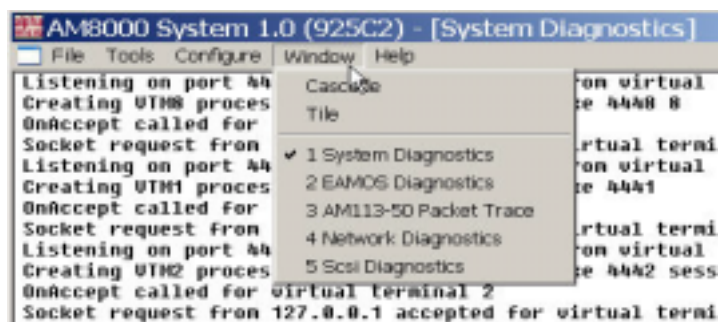 AM8000 System 1.0 (925C2) - [System Diagnostics]
File Tools Configure Window Help
Listening on port 44 rom virtual
Creating VTM8 proces e 4448 8
OnAccept called for
Socket request from rtual termi
Listening on port 44 rom virtual
Creating VTM1 proces e 4441
OnAccept called for
Socket request from rtual termi
Listening on port 44 rom virtual
Creating VTM2 proces e 4442 sess
OnAccept called for virtual terminal 2
Socket request from 127.0.0.1 accepted for virtual termi
Cascade
Tile
1 System Diagnostics
2 EAMOS Diagnostics
3 AM113-50 Packet Trace
4 Network Diagnostics
5 Scsi Diagnostics